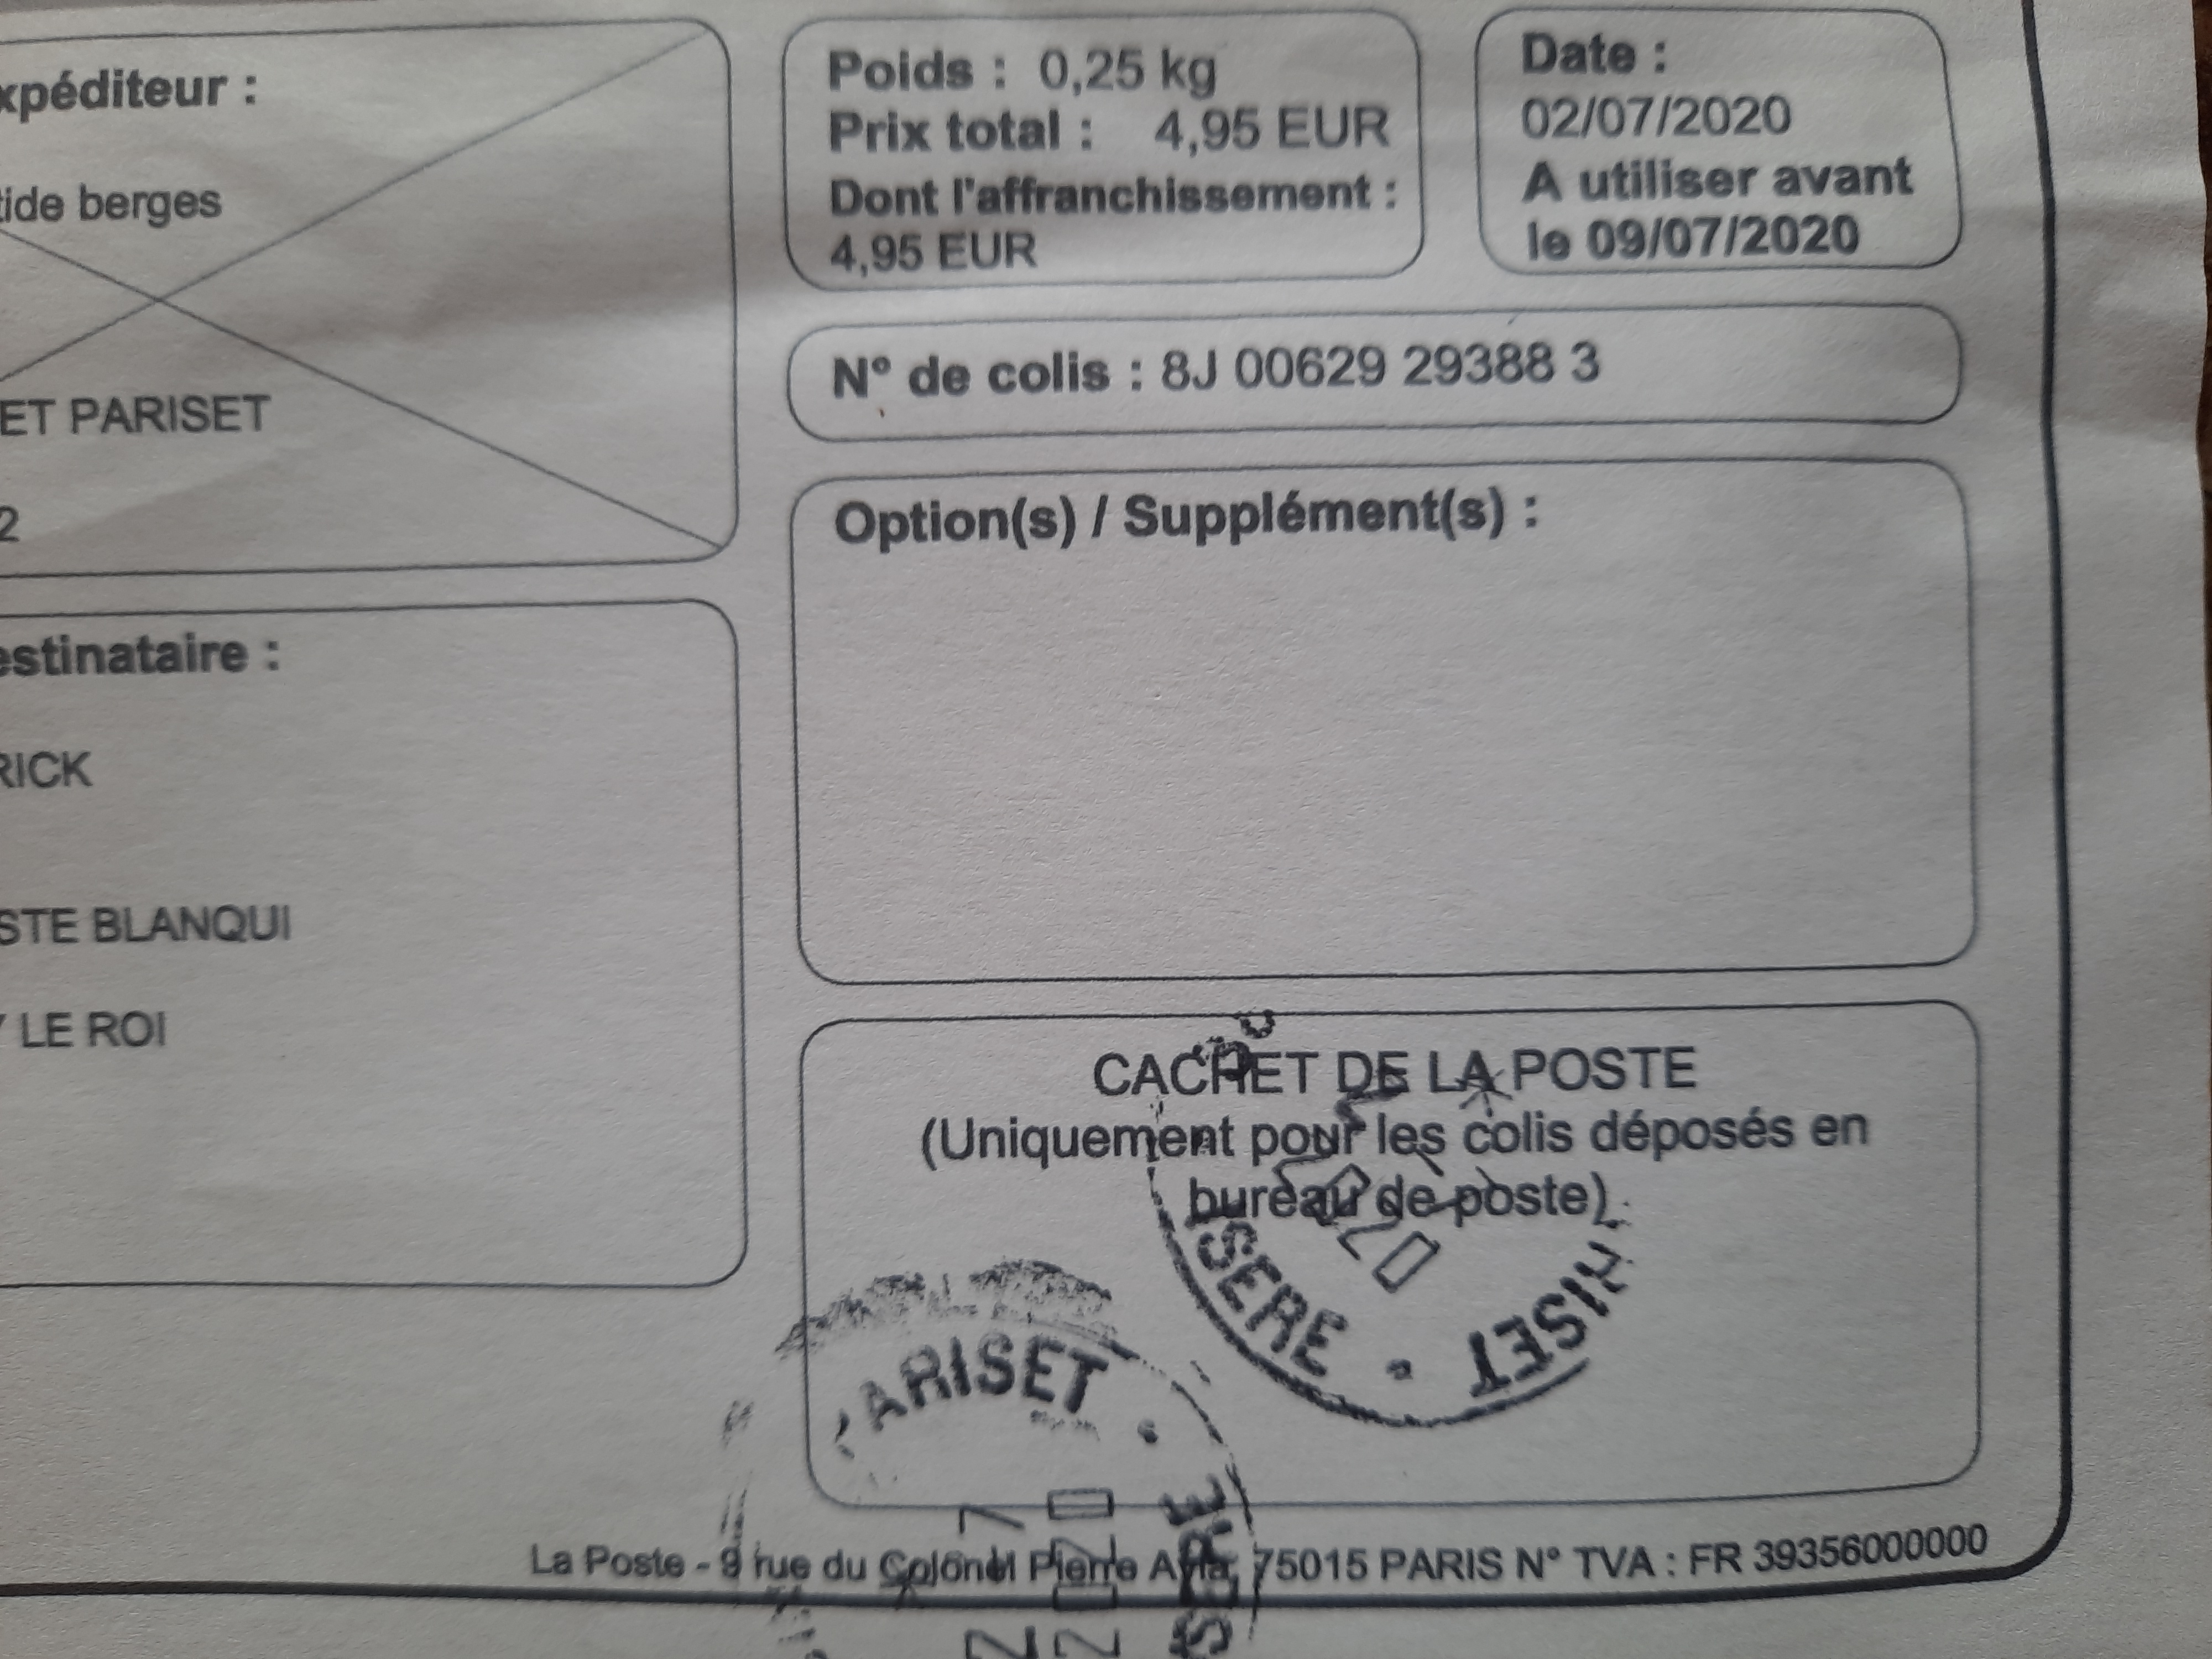 xpéditeur :
tide berges
ET PARISET
2
Poids : 0,25 kg
Prix total : 4,95 EUR
Dont l'affranchissement :
4,95 EUR
Date :
02/07/2020
A utiliser avant
le 09/07/2020
N° de colis : 8J 00629 29388 3
Option(s) / Supplément(s) :
estinataire :
RICK
STE BLANQUI
LE ROI
CACHET DE LA POSTE
(Uniquement pour les colis déposés en
bureau de poste)
SERE
RISET
ARISET
7
2020
SERE
La Poste - 9 rue du Colonel Pierre Avia, 75015 PARIS N° TVA : FR 39356000000